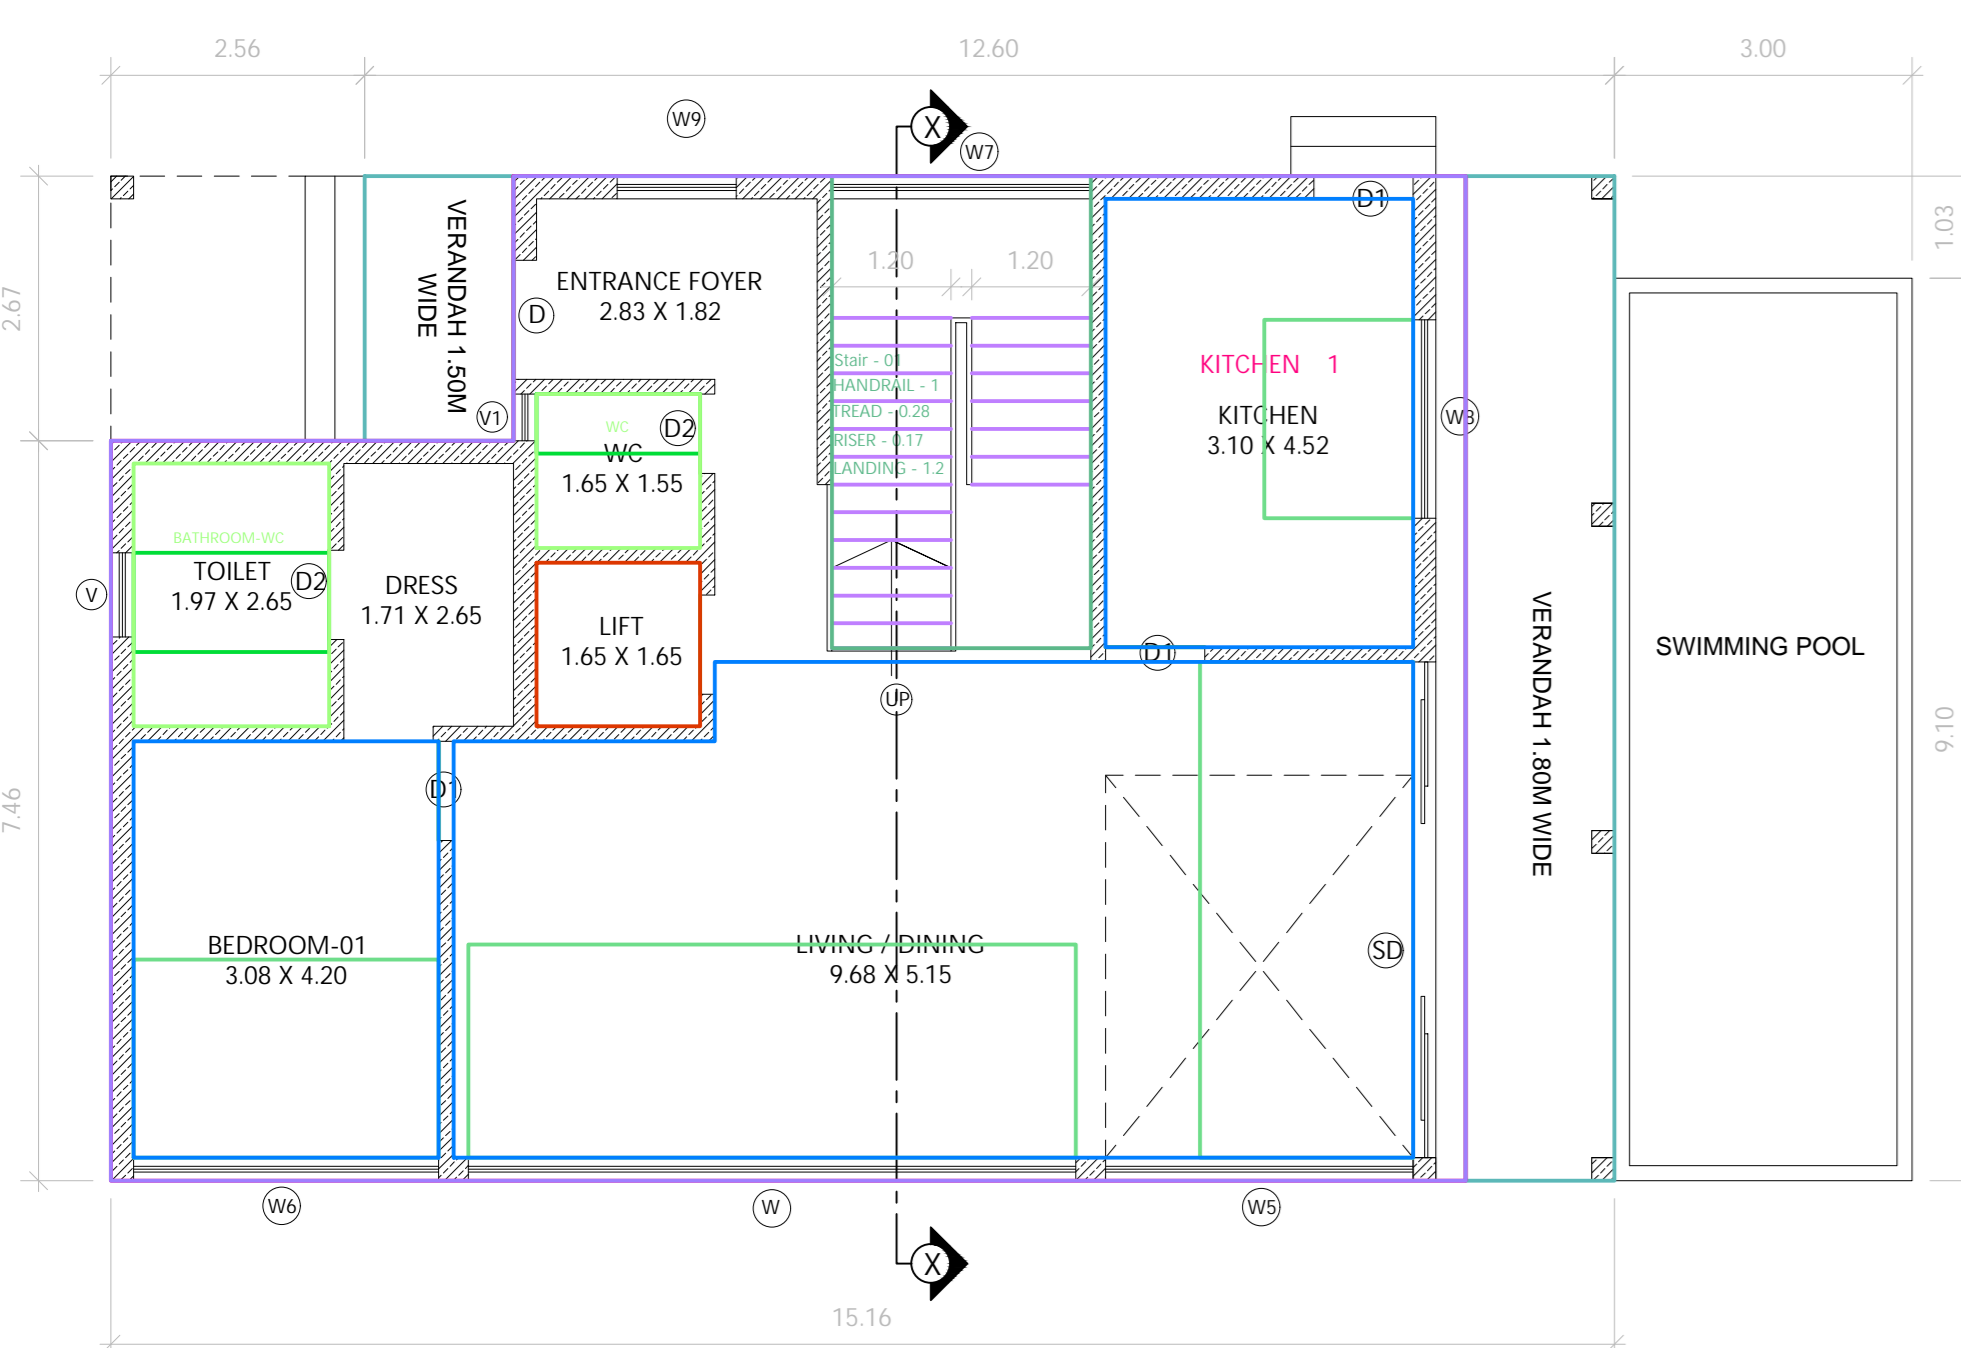 2.56
12.60
3.00
W9
X
W7
D1
VERANDAH 1.50M
WIDE
1.03
1.20
1.20
ENTRANCE FOYER
2.83 X 1.82
D
2.67
Stair - 01
HANDRAIL - 1
TREAD - 0.28
RISER - 0.17
LANDING - 1.2
KITCHEN 1
KITCHEN
3.10 X 4.52
W3
V1
WC
D2
WC
1.65 X 1.55
BATHROOM-WC
TOILET
1.97 X 2.65
D2
V
DRESS
1.71 X 2.65
LIFT
1.65 X 1.65
D1
UP
VERANDAH 1.80M WIDE
SWIMMING POOL
9.10
7.46
D1
BEDROOM-01
3.08 X 4.20
LIVING / DINING
9.68 X 5.15
SD
W6
W
W5
X
15.16